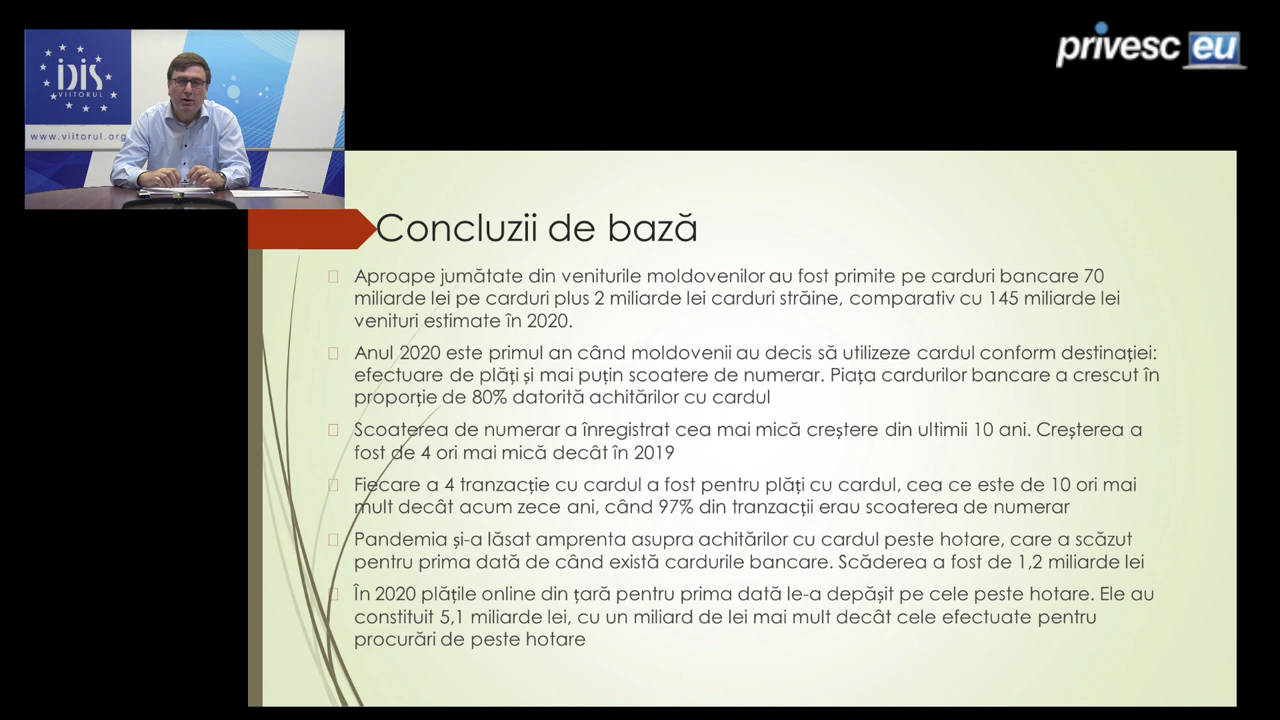 privesc eu
IDIS
VIITORUL
www.viitorul.org
Concluzii de bază
Aproape jumătate din veniturile moldovenilor au fost primite pe carduri bancare 70
miliarde lei pe carduri plus 2 miliarde lei carduri străine, comparativ cu 145 miliarde lei
venituri estimate în 2020.
Anul 2020 este primul an când moldovenii au decis să utilizeze cardul conform destinației:
efectuare de plăți și mai puțin scoatere de numerar. Piața cardurilor bancare a crescut în
proporție de 80% datorită achitărilor cu cardul
Scoaterea de numerar a înregistrat cea mai mică creștere din ultimii 10 ani. Creșterea a
fost de 4 ori mai mică decât în 2019
Fiecare a 4 tranzacție cu cardul a fost pentru plăți cu cardul, cea ce este de 10 ori mai
mult decât acum zece ani, când 97% din tranzacții erau scoaterea de numerar
Pandemia și-a lăsat amprenta asupra achitărilor cu cardul peste hotare, care a scăzut
pentru prima dată de când există cardurile bancare. Scăderea a fost de 1,2 miliarde lei
În 2020 plățile online din țară pentru prima dată le-a depășit pe cele peste hotare. Ele au
constituit 5,1 miliarde lei, cu un miliard de lei mai mult decât cele efectuate pentru
procurări de peste hotare